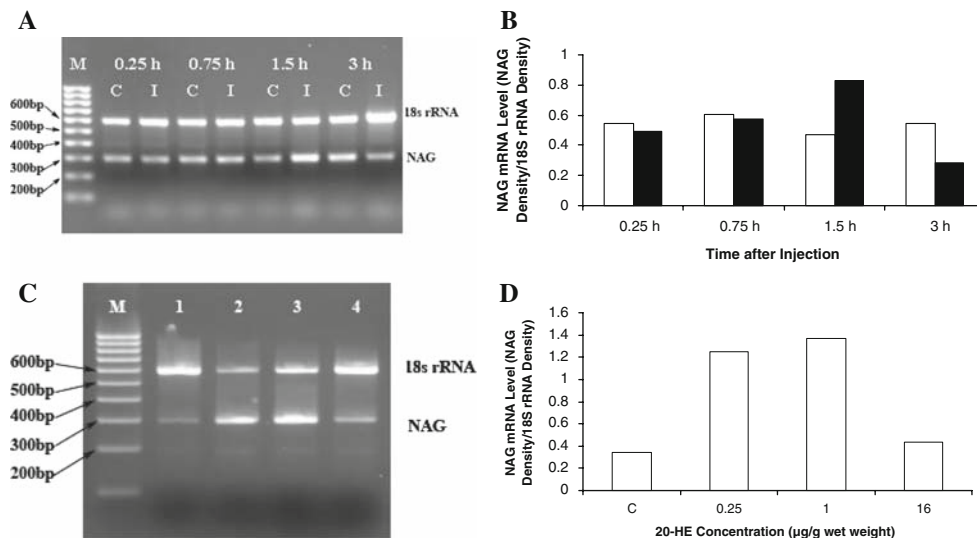 A
M 0.25 h 0.75 h 1.5 h 3 h
C I C I C I C I
600bp
500bp
400bp
300bp
200bp
18s rRNA
NAG
B
NAG mRNA Level (NAG
Density/18S rRNA Density)
1
0.8
0.6
0.4
0.2
0
0.25 h 0.75 h 1.5 h 3 h
Time after Injection
C
M 1 2 3 4
600bp
500bp
400bp
300bp
200bp
18s rRNA
NAG
D
NAG mRNA Level (NAG
Density/18S rRNA Density)
1.6
1.4
1.2
1
0.8
0.6
0.4
0.2
0
C 0.25 1 16
20-HE Concentration (µg/g wet weight)